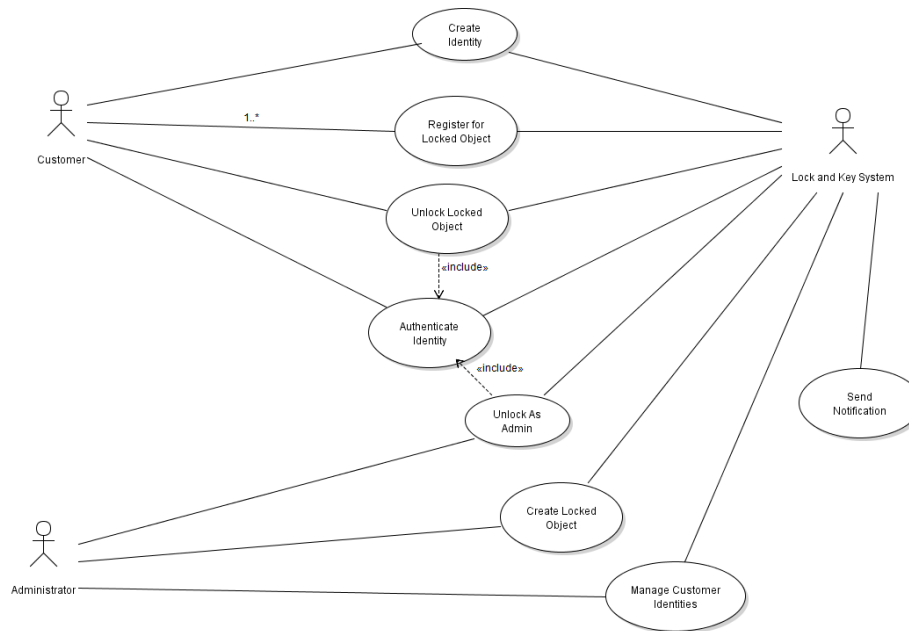 Create
Identity
1..*
Register for
Locked Object
Customer
Lock and Key System
Unlock Locked
Object
«include»
Authenticate
Identity
«include»
Send
Notification
Unlock As
Admin
Create Locked
Object
Administrator
Manage Customer
Identities